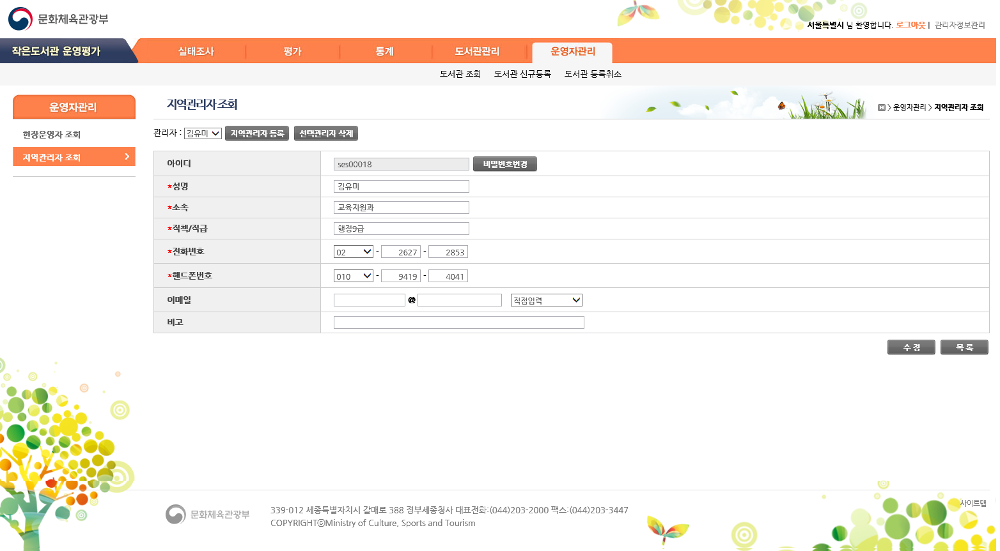 문화체육관광부
서울특별시 님 환영합니다. 로그아웃 | 관리자정보관리
작은도서관 운영평가 실태조사 평가 통계 도서관관리 운영자관리
도서관 조회 도서관 신규등록 도서관 등록취소
운영자관리
현장운영자 조회
지역관리자 조회
지역관리자 조회
> 운영자관리 > 지역관리자 조회
관리자 : 김유미 지역관리자 등록 선택관리자 삭제
아이디 ses00018 비밀번호변경
*성명 김유미
*소속 교육지원과
*직책/직급 행정9급
*전화번호 02 - 2627 - 2853
*핸드폰번호 010 - 9419 - 4041
이메일 @ 직접입력
비고
수 정 목 록
사이트맵
문화체육관광부
339-012 세종특별자치시 갈매로 388 정부세종청사 대표전화:(044)203-2000 팩스:(044)203-3447
COPYRIGHTⓒMinistry of Culture, Sports and Tourism